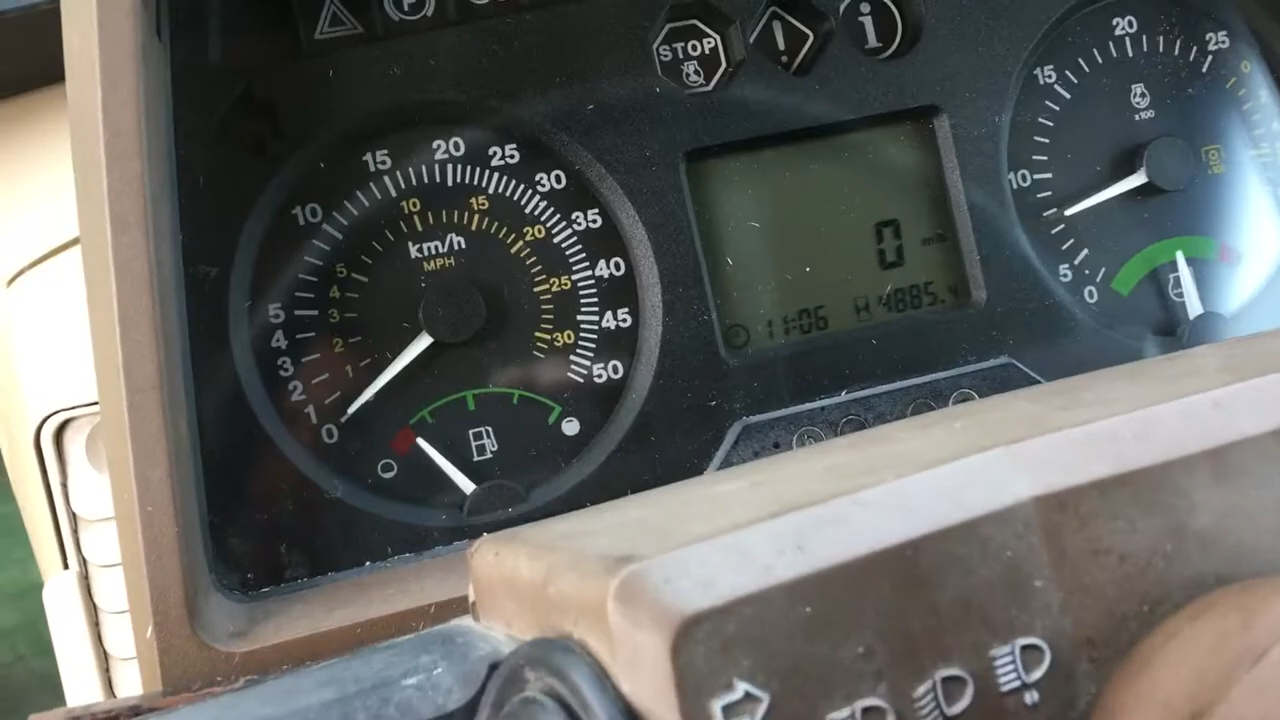 P
STOP
!
i
5 10 15 20 25 30 35 40 45 50
0 1 2 3 4
km/h
MPH
1 2 3 4 5 10 15 20 25 30
0
11:06 4885.4
0 5 10 15 20 25
x100
0